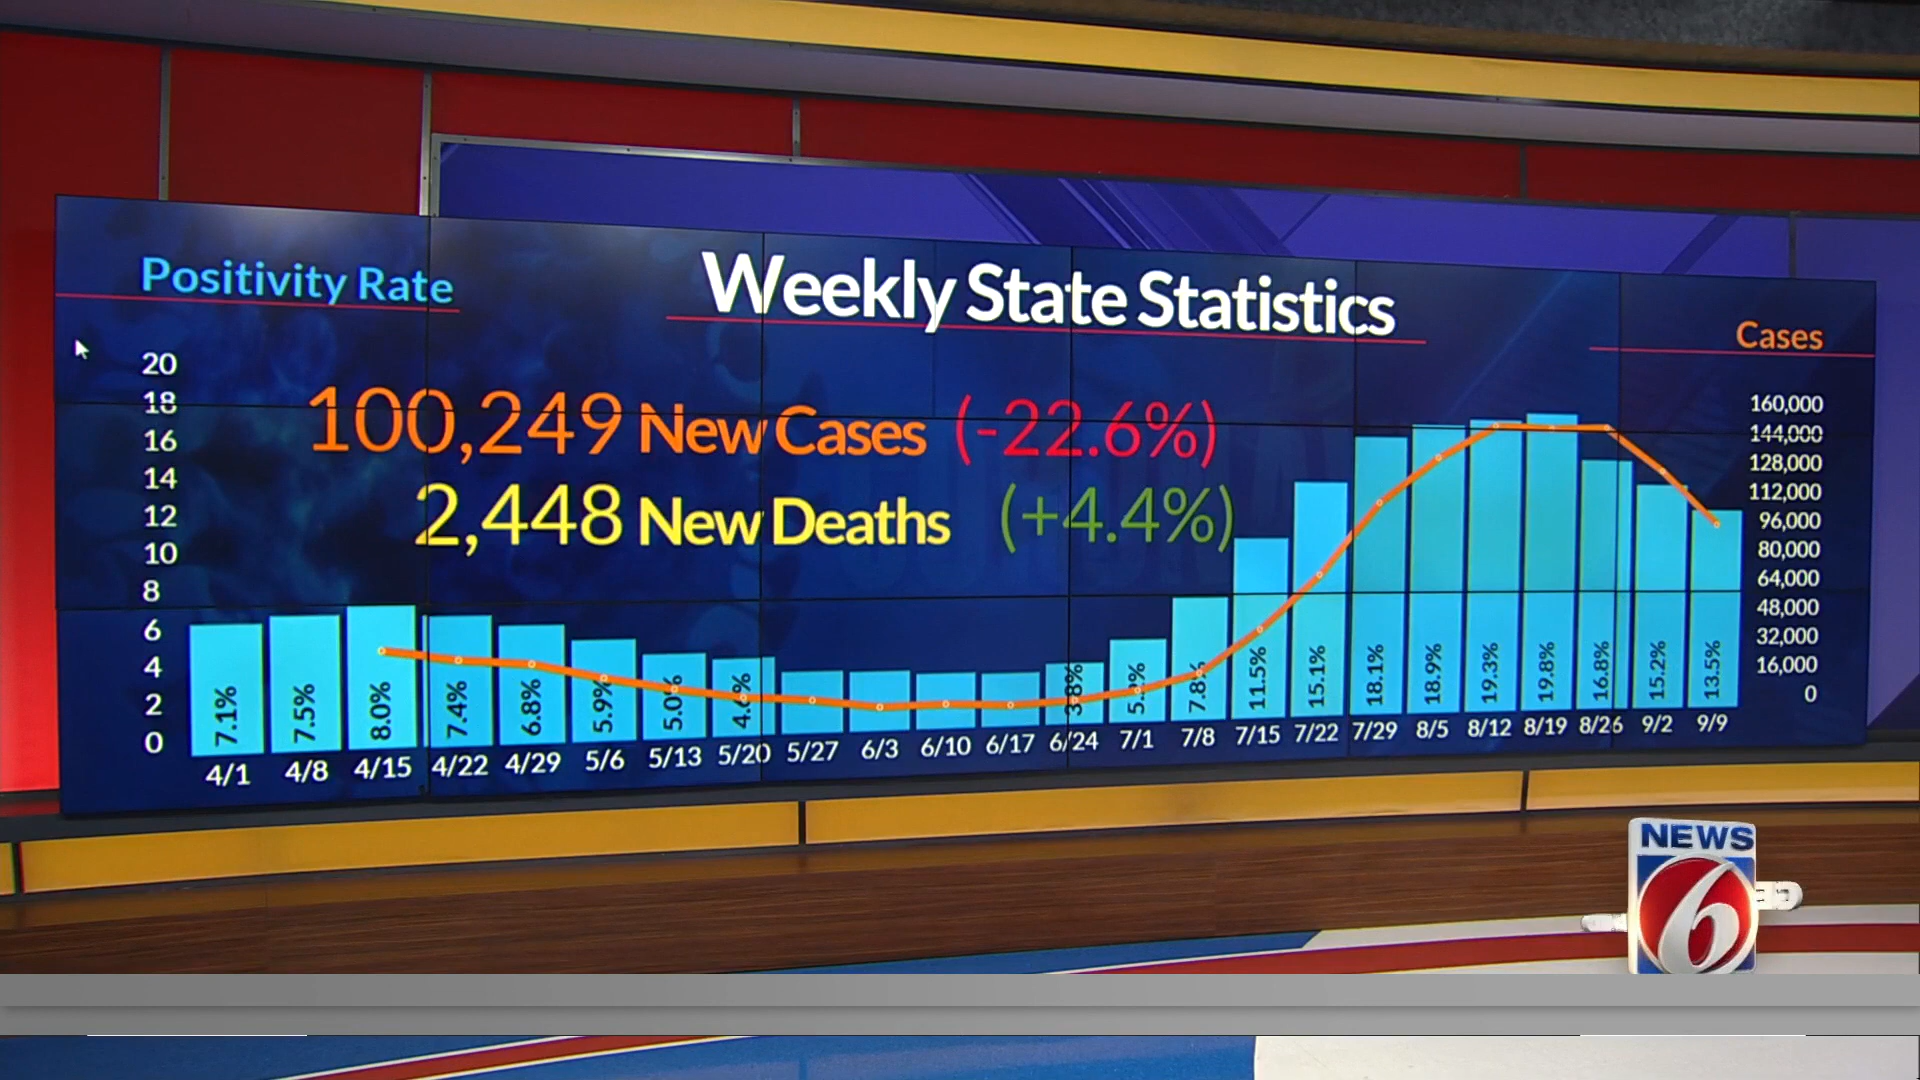 Positivity Rate
Weekly State Statistics
Cases
100,249 New Cases (-22.6%)
2,448 New Deaths (+4.4%)
20
18
16
14
12
10
8
6
4
2
0
160,000
144,000
128,000
112,000
96,000
80,000
64,000
48,000
32,000
16,000
0
7.1% 7.5% 8.0% 7.4% 6.8% 5.9% 5.0% 4.6% 3.8% 7.8% 11.5% 15.1% 18.1% 18.9% 19.3% 19.8% 16.8% 15.2% 13.5%
4/1 4/8 4/15 4/22 4/29 5/6 5/13 5/20 5/27 6/3 6/10 6/17 6/24 7/1 7/8 7/15 7/22 7/29 8/5 8/12 8/19 8/26 9/2 9/9
NEWS
6